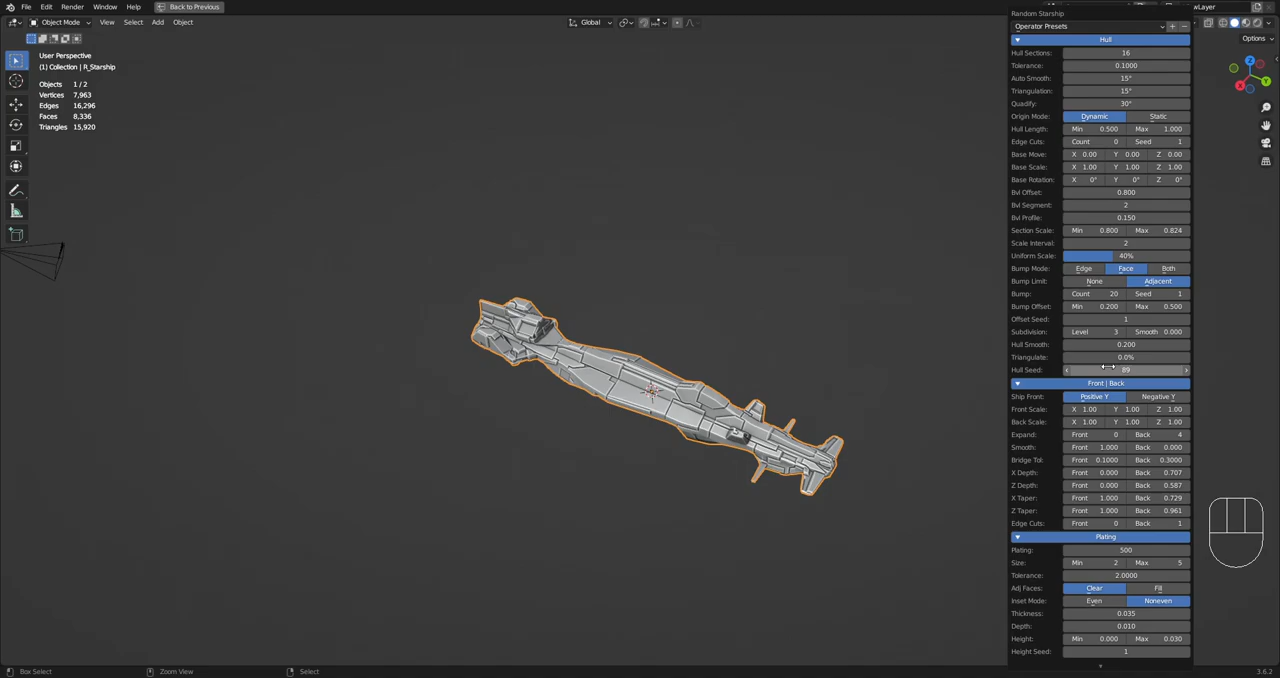 File Edit Render Window Help Back to Previous
Random Starship
wLayer
Object Mode View Select Add Object Global
Operator Presets
Options
Hull
User Perspective
(1) Collection | R_Starship
Objects 1 / 2
Vertices 7,963
Edges 16,296
Faces 8,336
Triangles 15,920
Z
Y
X
Hull Sections: 16
Tolerance: 0.1000
Auto Smooth: 15°
Triangulation: 15°
Quadify: 30°
Origin Mode: Dynamic Static
Hull Length: Min 0.500 Max 1.000
Edge Cuts: Count 0 Seed 1
Base Move: X 0.00 Y 0.00 Z 0.00
Base Scale: X 1.00 Y 1.00 Z 1.00
Base Rotation: X 0° Y 0° Z 0°
Bvl Offset: 0.800
Bvl Segment: 2
Bvl Profile: 0.150
Section Scale: Min 0.800 Max 0.824
Scale Interval: 2
Uniform Scale: 40%
Bump Mode: Edge Face Both
Bump Limit: None Adjacent
Bump: Count 20 Seed 1
Bump Offset: Min 0.200 Max 0.500
Offset Seed: 1
Subdivision: Level 3 Smooth 0.000
Hull Smooth: 0.200
Triangulate: 0.0%
Hull Seed: 89
Front | Back
Ship Front: Positive Y Negative Y
Front Scale: X 1.00 Y 1.00 Z 1.00
Back Scale: X 1.00 Y 1.00 Z 1.00
Expand: Front 0 Back 4
Smooth: Front 1.000 Back 0.000
Bridge Tol: Front 0.1000 Back 0.3000
X Depth: Front 0.000 Back 0.707
Z Depth: Front 0.000 Back 0.587
X Taper: Front 1.000 Back 0.729
Z Taper: Front 1.000 Back 0.961
Edge Cuts: Front 0 Back 1
Plating
Plating: 500
Size: Min 2 Max 5
Tolerance: 2.0000
Adj Faces: Clear Fill
Inset Mode: Even Noneven
Thickness: 0.035
Depth: 0.010
Height: Min 0.000 Max 0.030
Height Seed: 1
Box Select Zoom View Select 3.6.2